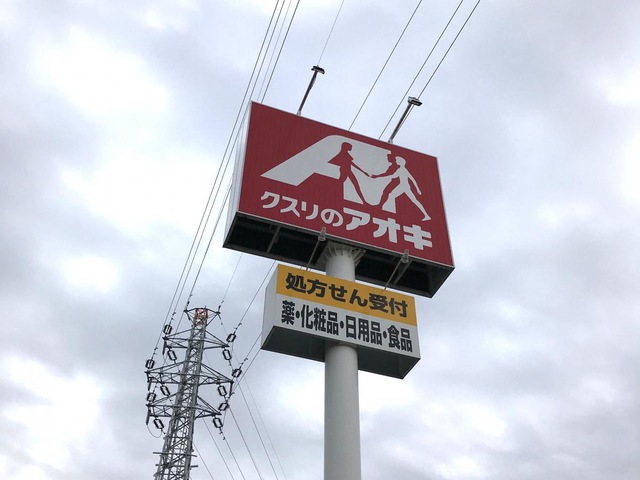 クスリのアオキ
処方せん受付
薬・化粧品・日用品・食品